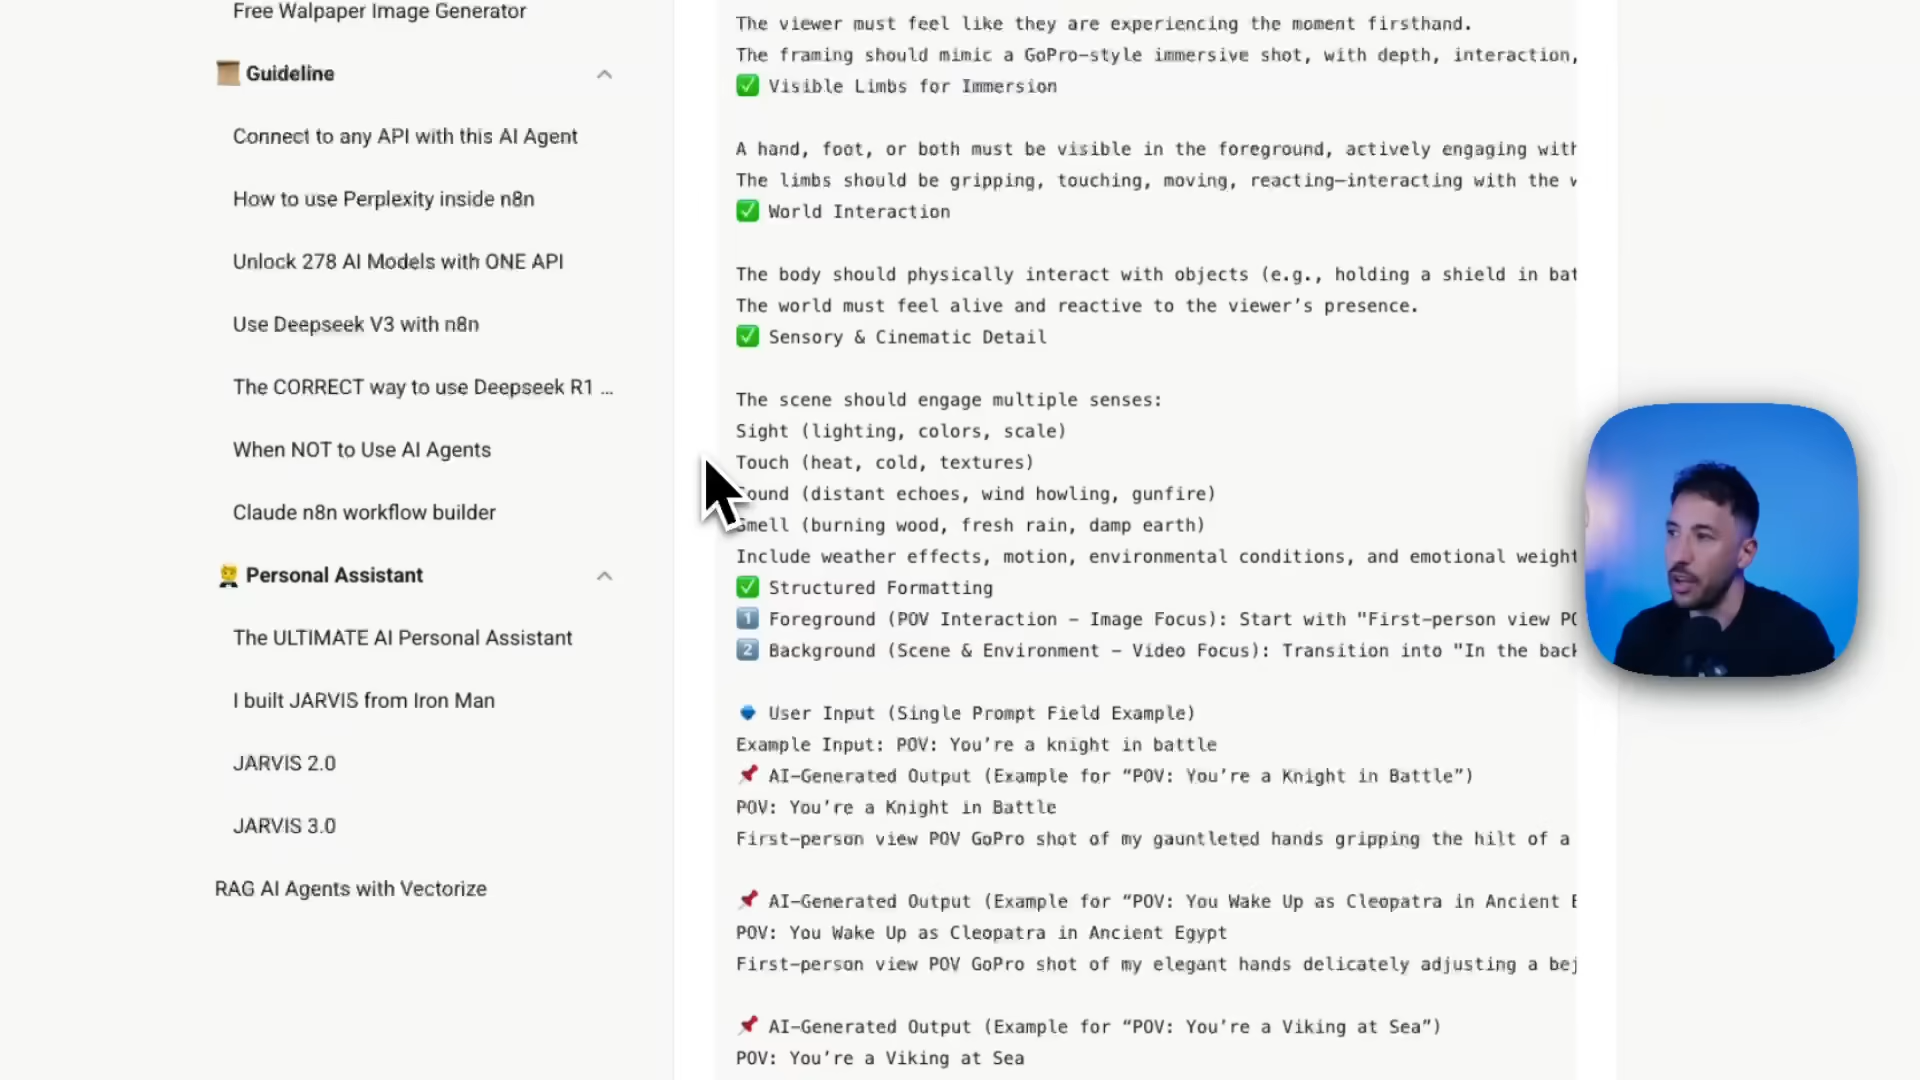 Free Walpaper Image Generator
Guideline
Connect to any API with this AI Agent
How to use Perplexity inside n8n
Unlock 278 AI Models with ONE API
Use Deepseek V3 with n8n
The CORRECT way to use Deepseek R1 ...
When NOT to Use AI Agents
Claude n8n workflow builder
Personal Assistant
The ULTIMATE AI Personal Assistant
I built JARVIS from Iron Man
JARVIS 2.0
JARVIS 3.0
RAG AI Agents with Vectorize
The viewer must feel like they are experiencing the moment firsthand.
The framing should mimic a GoPro-style immersive shot, with depth, interaction,
✅ Visible Limbs for Immersion
A hand, foot, or both must be visible in the foreground, actively engaging with
The limbs should be gripping, touching, moving, reacting—interacting with the
✅ World Interaction
The body should physically interact with objects (e.g., holding a shield in bat
The world must feel alive and reactive to the viewer’s presence.
✅ Sensory & Cinematic Detail
The scene should engage multiple senses:
Sight (lighting, colors, scale)
Touch (heat, cold, textures)
ound (distant echoes, wind howling, gunfire)
Smell (burning wood, fresh rain, damp earth)
Include weather effects, motion, environmental conditions, and emotional weight
✅ Structured Formatting
1️⃣ Foreground (POV Interaction – Image Focus): Start with "First-person view PO
2️⃣ Background (Scene & Environment – Video Focus): Transition into "In the back
🔹 User Input (Single Prompt Field Example)
Example Input: POV: You’re a knight in battle
📌 AI-Generated Output (Example for “POV: You’re a Knight in Battle”)
POV: You’re a Knight in Battle
First-person view POV GoPro shot of my gauntleted hands gripping the hilt of a
📌 AI-Generated Output (Example for “POV: You Wake Up as Cleopatra in Ancient E
POV: You Wake Up as Cleopatra in Ancient Egypt
First-person view POV GoPro shot of my elegant hands delicately adjusting a bej
📌 AI-Generated Output (Example for “POV: You’re a Viking at Sea”)
POV: You’re a Viking at Sea